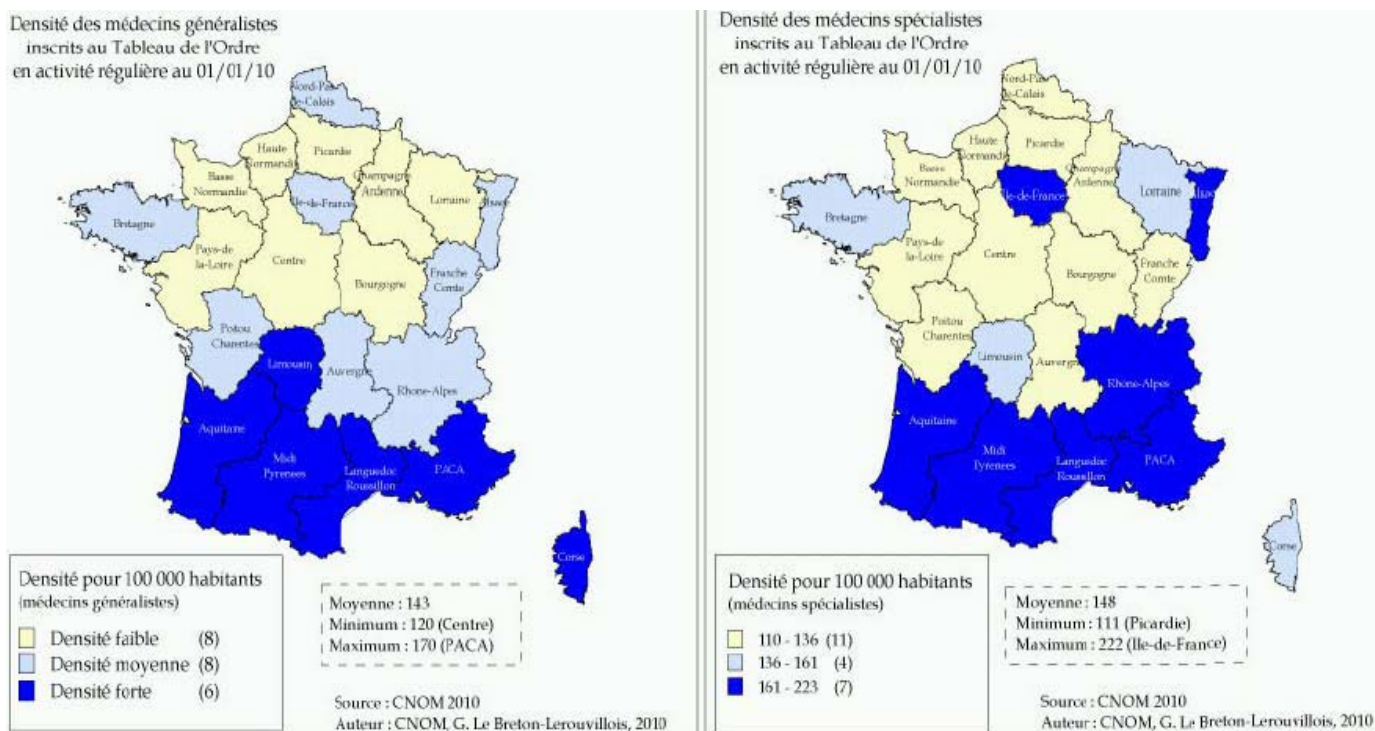 Densité des médecins généralistes
inscrits au Tableau de l'Ordre
en activité régulière au 01/01/10
Nord-Pas
de-Calais
Haute
Normandie
Picardie
Basse
Normandie
Champagne
Ardenne
Ile-de-France
Lorraine
Alsace
Bretagne
Pays-de
la-Loire
Centre
Bourgogne
Franche
Comte
Poitou
Charentes
Limousin
Auvergne
Rhone-Alpes
Aquitaine
Midi
Pyrenees
Languedoc
Roussillon
PACA
Corse
Densité pour 100 000 habitants
(médecins généralistes)
Densité faible (8)
Densité moyenne (8)
Densité forte (6)
Moyenne : 143
Minimum : 120 (Centre)
Maximum : 170 (PACA)
Source : CNOM 2010
Auteur : CNOM, G. Le Breton-Lerouvillois, 2010
Densité des médecins spécialistes
inscrits au Tableau de l'Ordre
en activité régulière au 01/01/10
Nord-Pas
de-Calais
Haute
Normandie
Picardie
Basse
Normandie
Champagne
Ardenne
Ile-de-France
Lorraine
Alsace
Bretagne
Pays-de
la-Loire
Centre
Bourgogne
Franche
Comte
Poitou
Charentes
Limousin
Auvergne
Rhone-Alpes
Aquitaine
Midi
Pyrenees
Languedoc
Roussillon
PACA
Corse
Densité pour 100 000 habitants
(médecins spécialistes)
110 - 136 (11)
136 - 161 (4)
161 - 223 (7)
Moyenne : 148
Minimum : 111 (Picardie)
Maximum : 222 (Ile-de-France)
Source : CNOM 2010
Auteur : CNOM, G. Le Breton-Lerouvillois, 2010